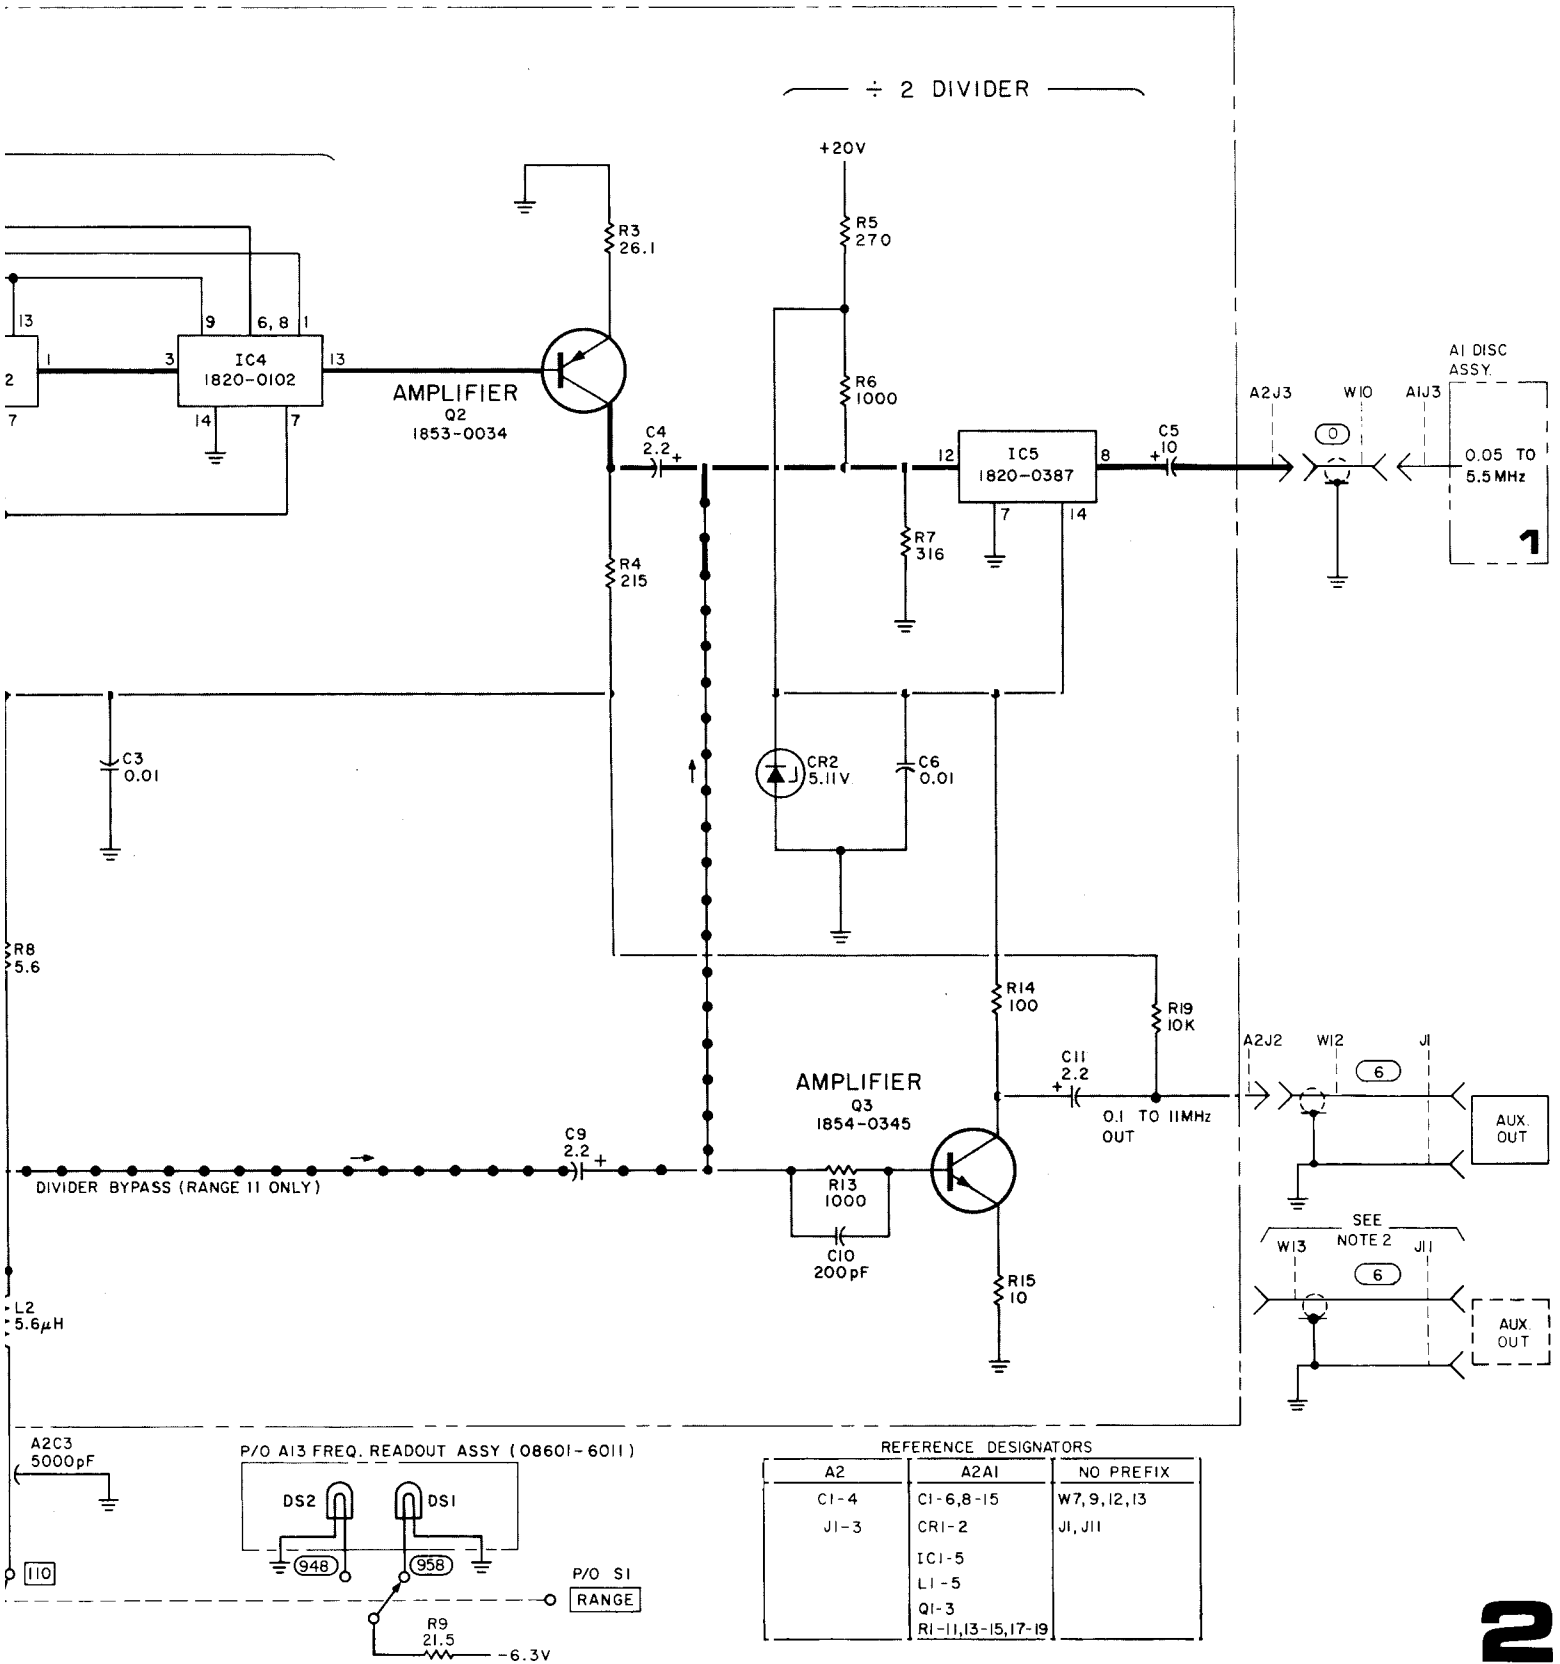 ÷ 2 DIVIDER
+20V
R5
270
R3
26.1
13
9
6, 8
1
1
3
IC4
1820-0102
13
2
7
14
7
AMPLIFIER
Q2
1853-0034
R6
1000
A1 DISC
ASSY.
A2J3
W10
A1J3
C4
2.2
+
C5
10
+
0
12
IC5
1820-0387
8
0.05 TO
5.5MHz
7
14
R7
316
1
R4
215
C3
0.01
CR2
5.11V
C6
0.01
R8
5.6
R14
100
R19
10K
A2J2
W12
J1
6
AMPLIFIER
Q3
1854-0345
C11
2.2
+
0.1 TO 11MHz
OUT
AUX.
OUT
C9
2.2
+
DIVIDER BYPASS (RANGE 11 ONLY)
R13
1000
C10
200pF
SEE
NOTE 2
W13
J11
6
R15
10
L2
5.6μH
AUX.
OUT
A2C3
5000pF
P/O A13 FREQ. READOUT ASSY (08601-6011)
DS2
DS1
948
958
110
P/O S1
RANGE
R9
21.5
-6.3V
REFERENCE DESIGNATORS
A2
A2A1
NO PREFIX
C1-4
C1-6,8-15
W7,9,12,13
J1-3
CR1-2
J1, J11
IC1-5
L1-5
Q1-3
R1-11,13-15,17-19
2